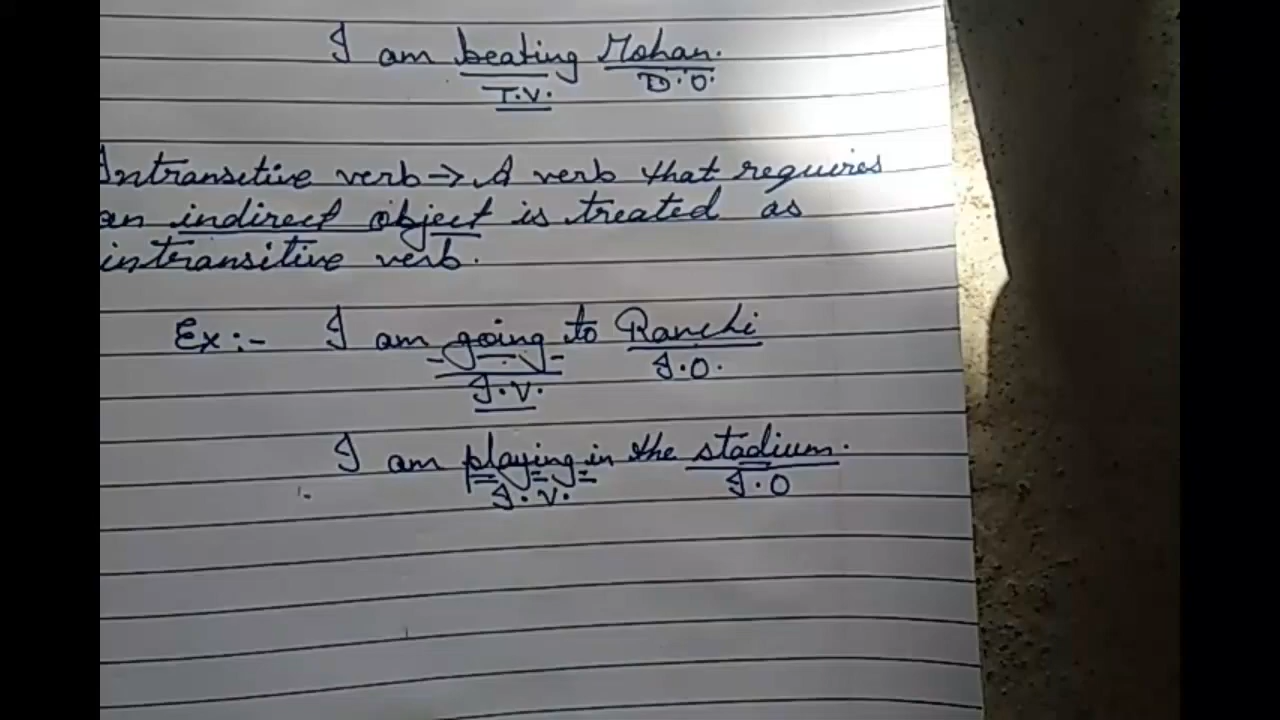 I am beating Mohan.
T.V. D.O.
Intransitive verb → A verb that requires
an indirect object is treated as
intransitive verb.
Ex:- I am going to Ranchi
I.V. I.O.
I am playing in the stadium.
I.V. I.O